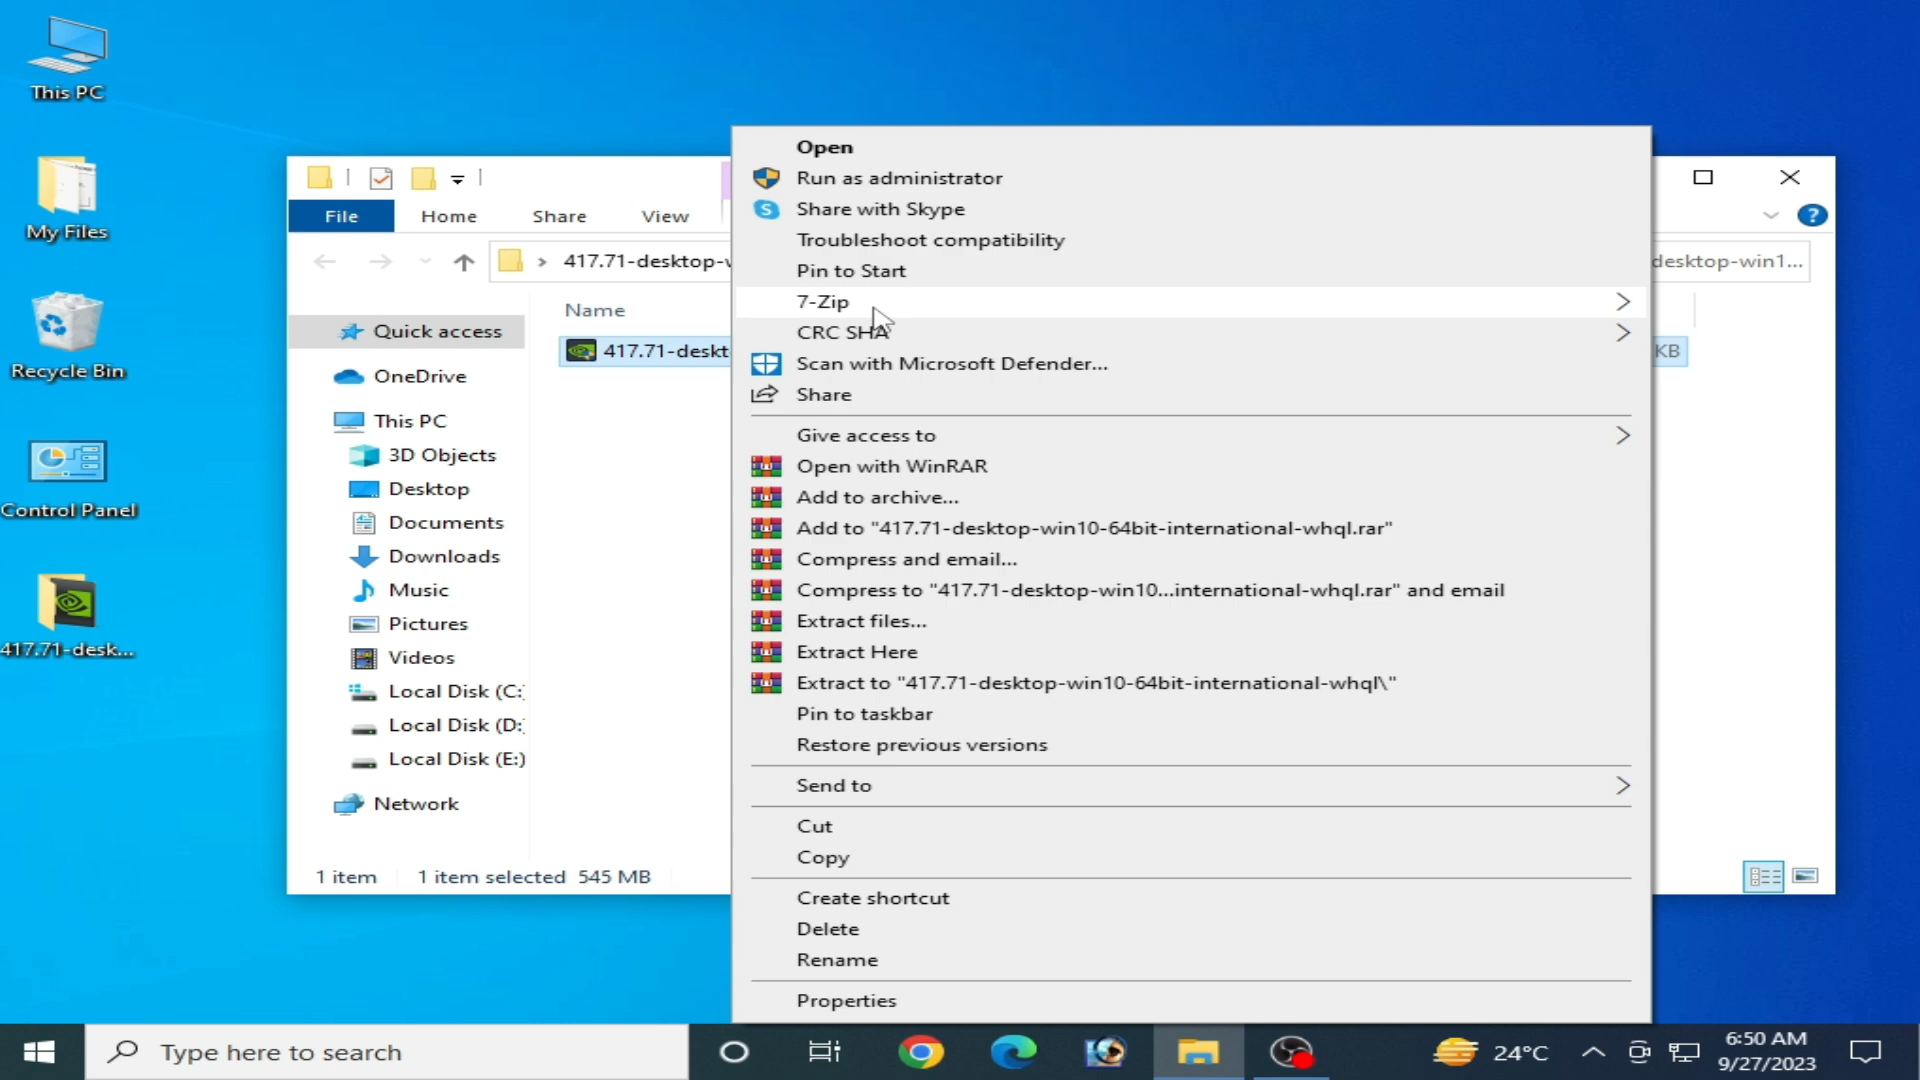 This PC
My Files
Recycle Bin
Control Panel
417.71-desk...
File
Home
Share
View
417.71-desktop-w
desktop-win1...
Quick access
OneDrive
This PC
3D Objects
Desktop
Documents
Downloads
Music
Pictures
Videos
Local Disk (C:)
Local Disk (D:)
Local Disk (E:)
Network
Name
417.71-deskt
KB
1 item
1 item selected 545 MB
Open
Run as administrator
Share with Skype
Troubleshoot compatibility
Pin to Start
7-Zip
CRC SHA
Scan with Microsoft Defender...
Share
Give access to
Open with WinRAR
Add to archive...
Add to "417.71-desktop-win10-64bit-international-whql.rar"
Compress and email...
Compress to "417.71-desktop-win10...international-whql.rar" and email
Extract files...
Extract Here
Extract to "417.71-desktop-win10-64bit-international-whql\"
Pin to taskbar
Restore previous versions
Send to
Cut
Copy
Create shortcut
Delete
Rename
Properties
Type here to search
24°C
6:50 AM
9/27/2023